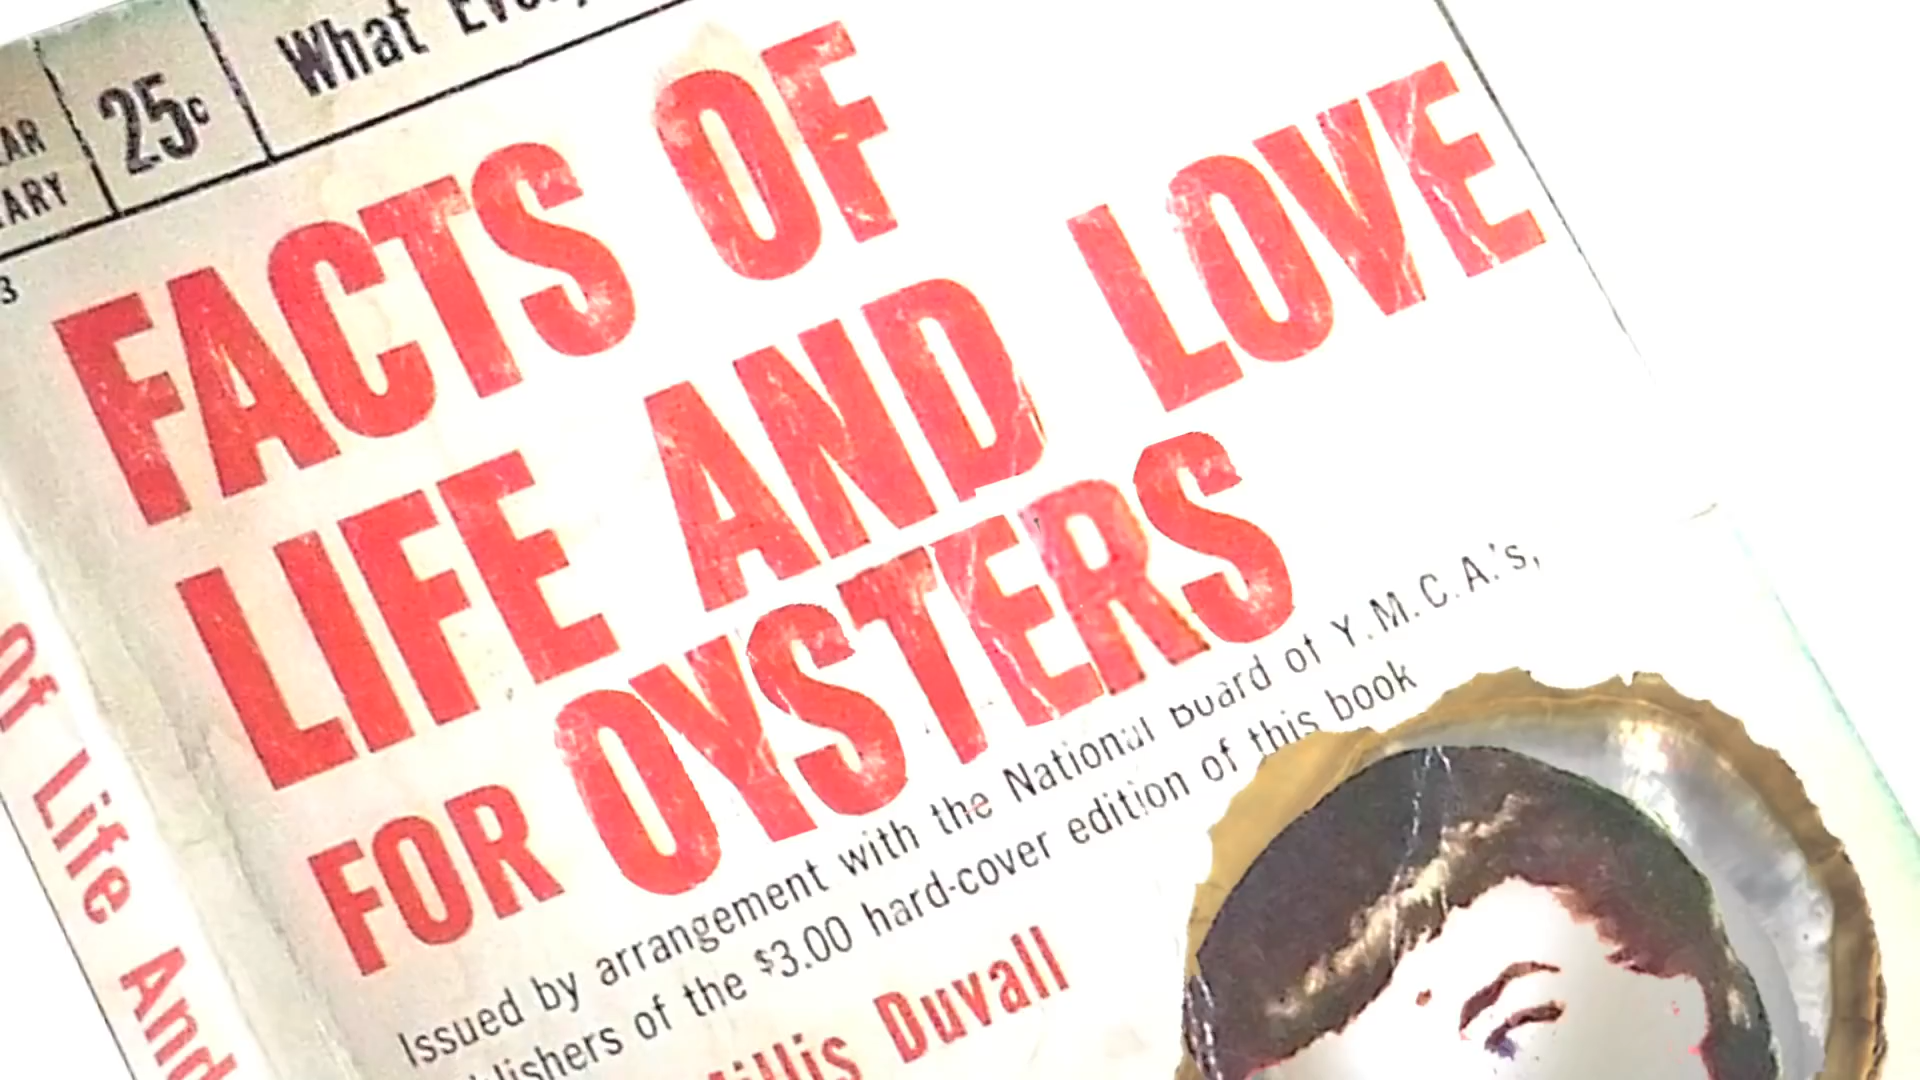 25¢
What
3
FACTS OF
LIFE AND LOVE
FOR OYSTERS
Issued by arrangement with the National Board of Y.M.C.A.'s,
of the $3.00 hard-cover edition of this book
Duvall
Of Life And